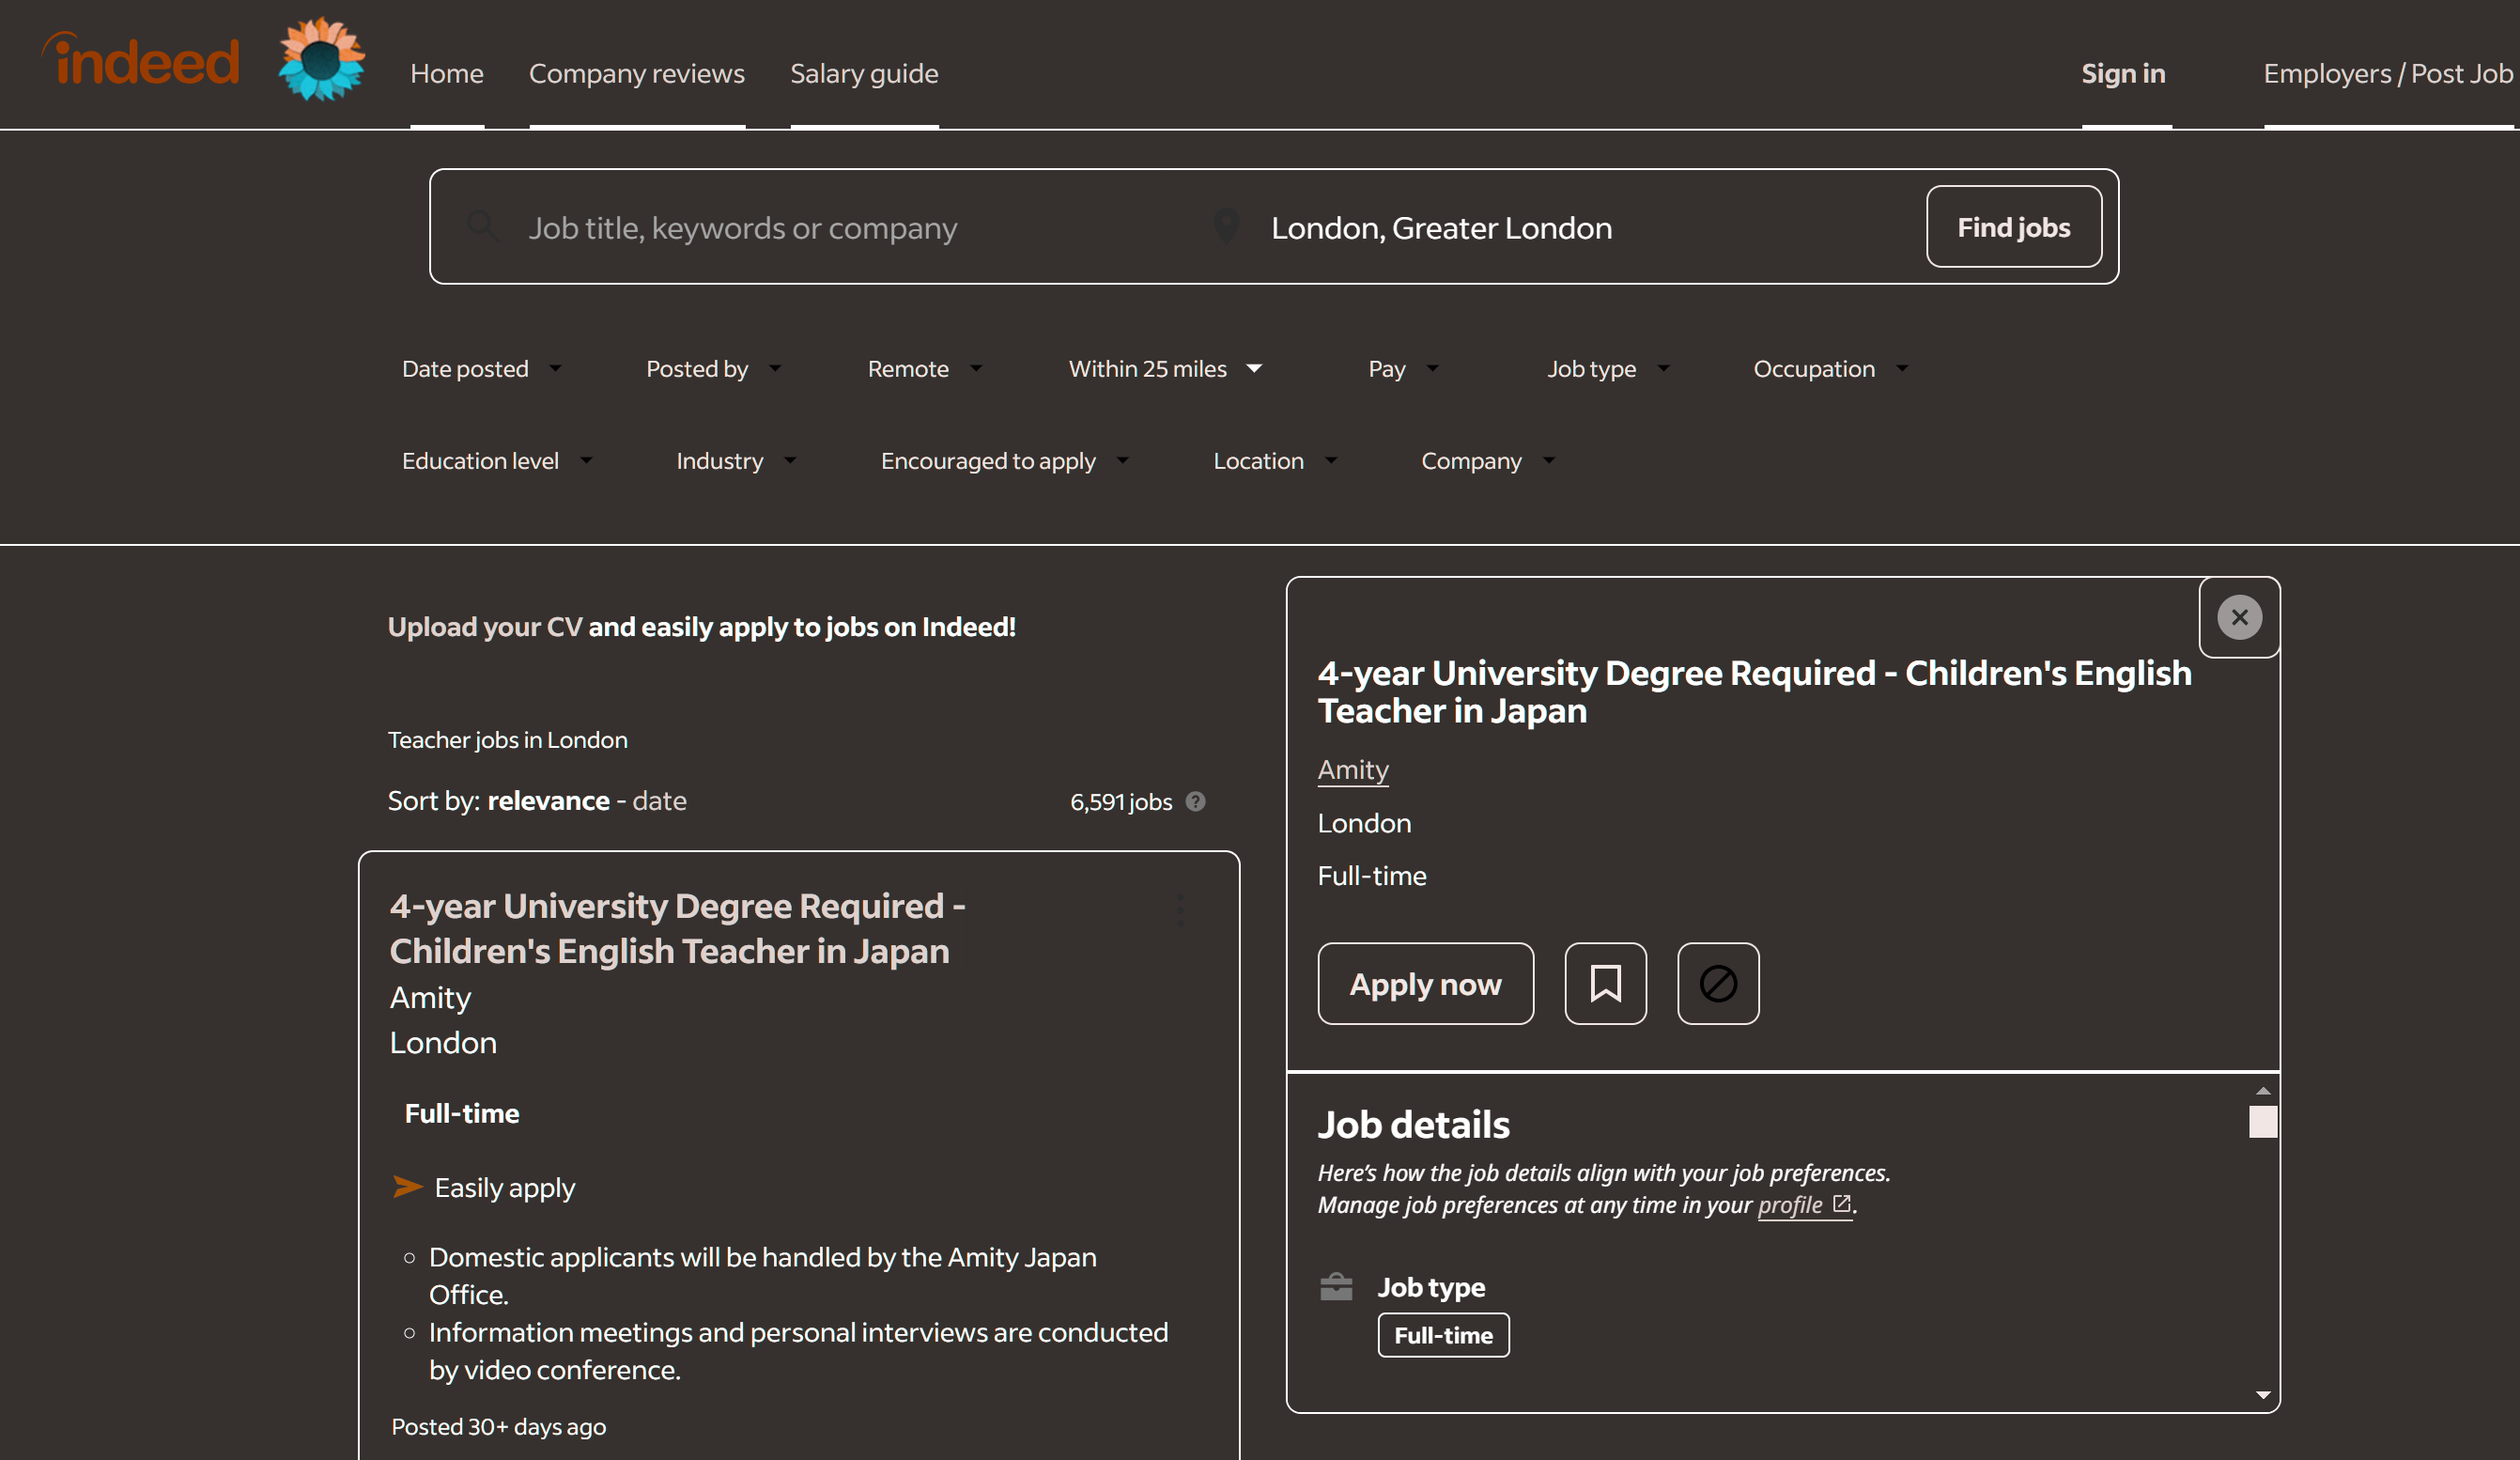 indeed
Home
Company reviews
Salary guide
Sign in
Employers / Post Job
Job title, keywords or company
London, Greater London
Find jobs
Date posted
Posted by
Remote
Within 25 miles
Pay
Job type
Occupation
Education level
Industry
Encouraged to apply
Location
Company
Upload your CV and easily apply to jobs on Indeed!
Teacher jobs in London
Sort by: relevance - date
6,591 jobs
4-year University Degree Required -
Children's English Teacher in Japan
Amity
London
Full-time
Easily apply
Domestic applicants will be handled by the Amity Japan
Office.
Information meetings and personal interviews are conducted
by video conference.
Posted 30+ days ago
4-year University Degree Required - Children's English
Teacher in Japan
Amity
London
Full-time
Apply now
Job details
Here's how the job details align with your job preferences.
Manage job preferences at any time in your profile.
Job type
Full-time